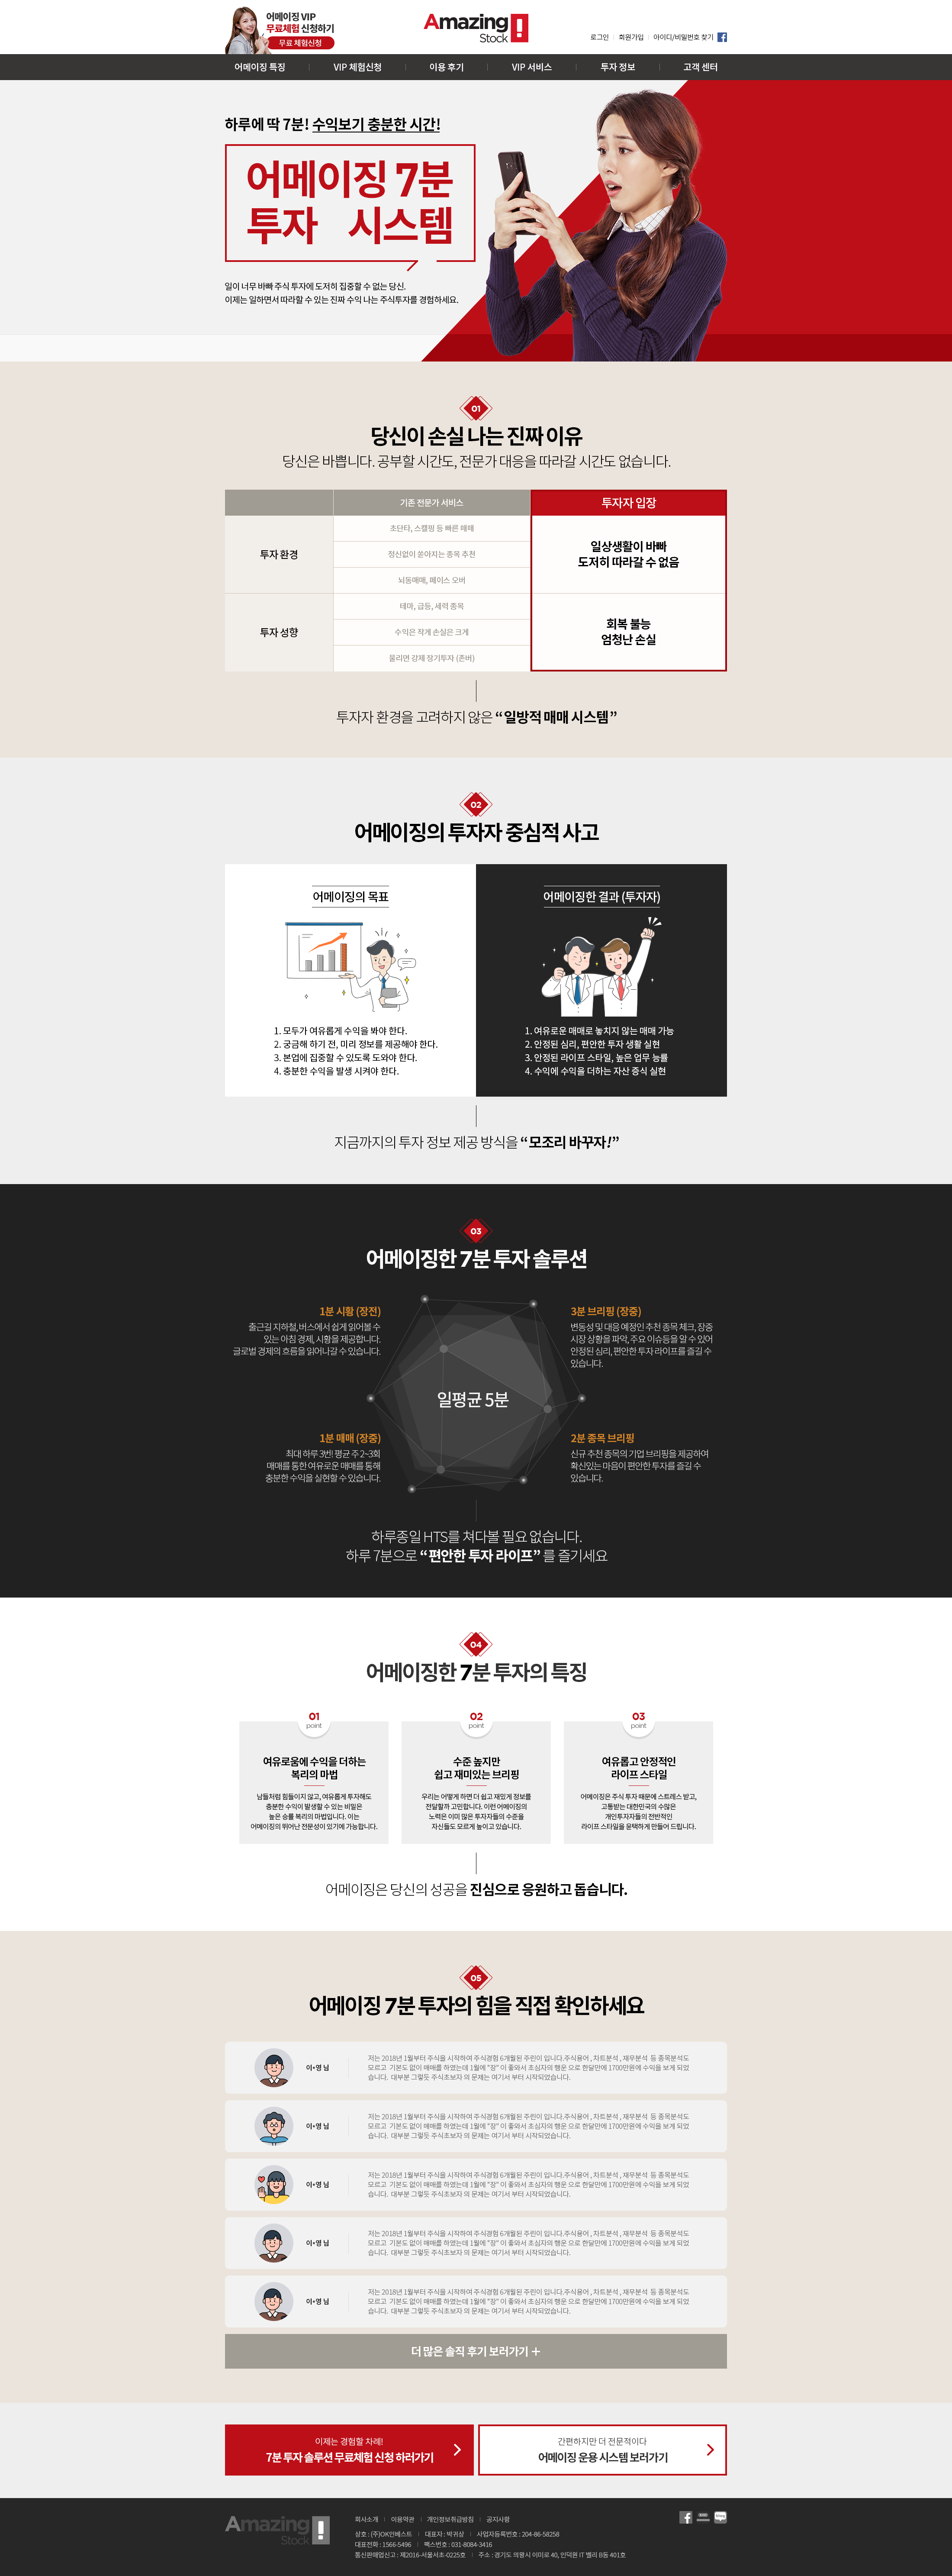 어메이징 VIP
무료체험 신청하기
무료 체험신청
Amazing!
Stock
로그인 회원가입 아이디/비밀번호 찾기
어메이징 특징 VIP 체험신청 이용 후기 VIP 서비스 투자 정보 고객 센터
하루에 딱 7분! 수익보기 충분한 시간!
어메이징 7분
투자 시스템
일이 너무 바빠 주식 투자에 도저히 집중할 수 없는 당신.
이제는 일하면서 따라할 수 있는 진짜 수익 나는 주식투자를 경험하세요.
01
당신이 손실 나는 진짜 이유
당신은 바쁩니다. 공부할 시간도, 전문가 대응을 따라갈 시간도 없습니다.
기존 전문가 서비스
투자자 입장
투자 환경
초단타, 스캘핑 등 빠른 매매
정신없이 쏟아지는 종목 추천
뇌동매매, 페이스 오버
일상생활이 바빠
도저히 따라갈 수 없음
투자 성향
테마, 급등, 세력 종목
수익은 작게 손실은 크게
물리면 강제 장기투자 (존버)
회복 불능
엄청난 손실
투자자 환경을 고려하지 않은 “일방적 매매 시스템”
02
어메이징의 투자자 중심적 사고
어메이징의 목표
1. 모두가 여유롭게 수익을 봐야 한다.
2. 궁금해 하기 전, 미리 정보를 제공해야 한다.
3. 본업에 집중할 수 있도록 도와야 한다.
4. 충분한 수익을 발생 시켜야 한다.
어메이징한 결과 (투자자)
1. 여유로운 매매로 놓치지 않는 매매 가능
2. 안정된 심리, 편안한 투자 생활 실현
3. 안정된 라이프 스타일, 높은 업무 능률
4. 수익에 수익을 더하는 자산 증식 실현
지금까지의 투자 정보 제공 방식을 “모조리 바꾸자!”
03
어메이징한 7분 투자 솔루션
1분 시황 (장전)
출근길 지하철, 버스에서 쉽게 읽어볼 수
있는 아침 경제, 시황을 제공합니다.
글로벌 경제의 흐름을 읽어나갈 수 있습니다.
3분 브리핑 (장중)
변동성 및 대응 예정인 추천 종목 체크, 장중
시장 상황을 파악, 주요 이슈등을 알 수 있어
안정된 심리, 편안한 투자 라이프를 즐길 수
있습니다.
일평균 5분
1분 매매 (장중)
최대 하루 3번! 평균 주 2~3회
매매를 통한 여유로운 매매를 통해
충분한 수익을 실현할 수 있습니다.
2분 종목 브리핑
신규 추천 종목의 기업 브리핑을 제공하여
확신있는 마음이 편안한 투자를 즐길 수
있습니다.
하루종일 HTS를 쳐다볼 필요 없습니다.
하루 7분으로 “편안한 투자 라이프” 를 즐기세요
04
어메이징한 7분 투자의 특징
01
point
여유로움에 수익을 더하는
복리의 마법
남들처럼 힘들이지 않고, 여유롭게 투자해도
충분한 수익이 발생할 수 있는 비밀은
높은 승률 복리의 마법입니다. 이는
어메이징의 뛰어난 전문성이 있기에 가능합니다.
02
point
수준 높지만
쉽고 재미있는 브리핑
우리는 어떻게 하면 더 쉽고 재밌게 정보를
전달할까 고민합니다. 이런 어메이징의
노력은 이미 많은 투자자들의 수준을
자신들도 모르게 높이고 있습니다.
03
point
여유롭고 안정적인
라이프 스타일
어메이징은 주식 투자 때문에 스트레스 받고,
고통받는 대한민국의 수많은
개인투자자들의 전반적인
라이프 스타일을 윤택하게 만들어 드립니다.
어메이징은 당신의 성공을 진심으로 응원하고 돕습니다.
05
어메이징 7분 투자의 힘을 직접 확인하세요
이*영 님
저는 2018년 1월부터 주식을 시작하여 주식경험 6개월된 주린이 입니다.주식용어 , 차트분석 , 재무분석 등 종목분석도
모르고 기본도 없이 매매를 하였는데 1월에 "장" 이 좋와서 초심자의 행운 으로 한달만에 1700만원에 수익을 보게 되었
습니다. 대부분 그렇듯 주식초보자 의 문제는 여기서 부터 시작되었습니다.
이*영 님
저는 2018년 1월부터 주식을 시작하여 주식경험 6개월된 주린이 입니다.주식용어 , 차트분석 , 재무분석 등 종목분석도
모르고 기본도 없이 매매를 하였는데 1월에 "장" 이 좋와서 초심자의 행운 으로 한달만에 1700만원에 수익을 보게 되었
습니다. 대부분 그렇듯 주식초보자 의 문제는 여기서 부터 시작되었습니다.
이*영 님
저는 2018년 1월부터 주식을 시작하여 주식경험 6개월된 주린이 입니다.주식용어 , 차트분석 , 재무분석 등 종목분석도
모르고 기본도 없이 매매를 하였는데 1월에 "장" 이 좋와서 초심자의 행운 으로 한달만에 1700만원에 수익을 보게 되었
습니다. 대부분 그렇듯 주식초보자 의 문제는 여기서 부터 시작되었습니다.
이*영 님
저는 2018년 1월부터 주식을 시작하여 주식경험 6개월된 주린이 입니다.주식용어 , 차트분석 , 재무분석 등 종목분석도
모르고 기본도 없이 매매를 하였는데 1월에 "장" 이 좋와서 초심자의 행운 으로 한달만에 1700만원에 수익을 보게 되었
습니다. 대부분 그렇듯 주식초보자 의 문제는 여기서 부터 시작되었습니다.
이*영 님
저는 2018년 1월부터 주식을 시작하여 주식경험 6개월된 주린이 입니다.주식용어 , 차트분석 , 재무분석 등 종목분석도
모르고 기본도 없이 매매를 하였는데 1월에 "장" 이 좋와서 초심자의 행운 으로 한달만에 1700만원에 수익을 보게 되었
습니다. 대부분 그렇듯 주식초보자 의 문제는 여기서 부터 시작되었습니다.
더 많은 솔직 후기 보러가기 +
이제는 경험할 차례!
7분 투자 솔루션 무료체험 신청 하러가기
간편하지만 더 전문적이다
어메이징 운용 시스템 보러가기
Amazing!
Stock
회사소개 이용약관 개인정보취급방침 공지사항
상호 : (주)OK인베스트 대표자 : 박귀상 사업자등록번호 : 204-86-58258
대표전화 : 1566-5496 팩스번호 : 031-8084-3416
통신판매업신고 : 제2016-서울서초-0225호 주소 : 경기도 의왕시 이미로 40, 인덕원 IT 밸리 B동 401호